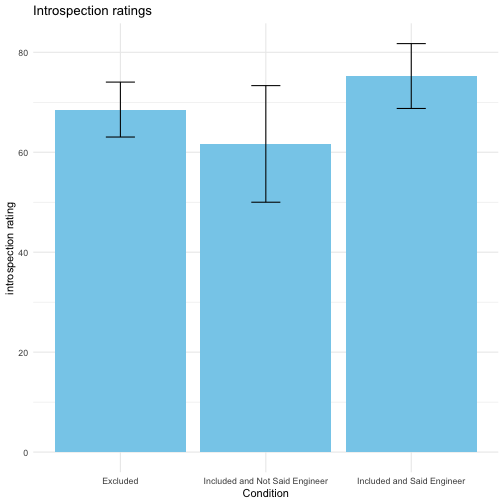 Introspection ratings
80
60
40
20
0
introspection rating
Excluded
Included and Not Said Engineer
Included and Said Engineer
Condition